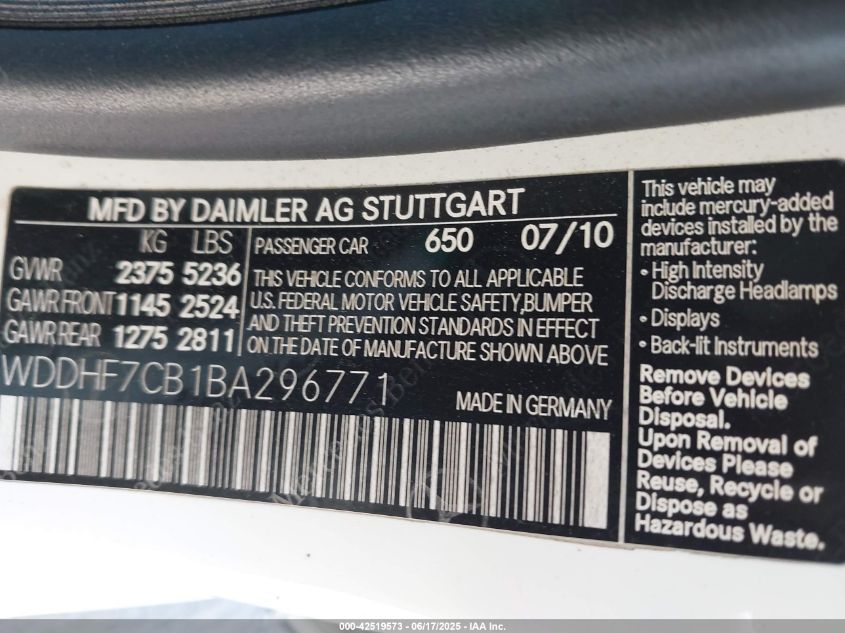 MFD BY DAIMLER AG STUTTGART
KG LBS
GVWR 2375 5236
GAWR FRONT 1145 2524
GAWR REAR 1275 2811
PASSENGER CAR 650 07/10
THIS VEHICLE CONFORMS TO ALL APPLICABLE
U.S. FEDERAL MOTOR VEHICLE SAFETY,BUMPER
AND THEFT PREVENTION STANDARDS IN EFFECT
ON THE DATE OF MANUFACTURE SHOWN ABOVE
WDDHF7CB1BA296771
MADE IN GERMANY
This vehicle may
include mercury-added
devices installed by the
manufacturer:
• High Intensity
Discharge Headlamps
• Displays
• Back-lit Instruments
Remove Devices
Before Vehicle
Disposal.
Upon Removal of
Devices Please
Reuse, Recycle or
Dispose as
Hazardous Waste.
000-42519573 - 06/17/2025 - IAA Inc.